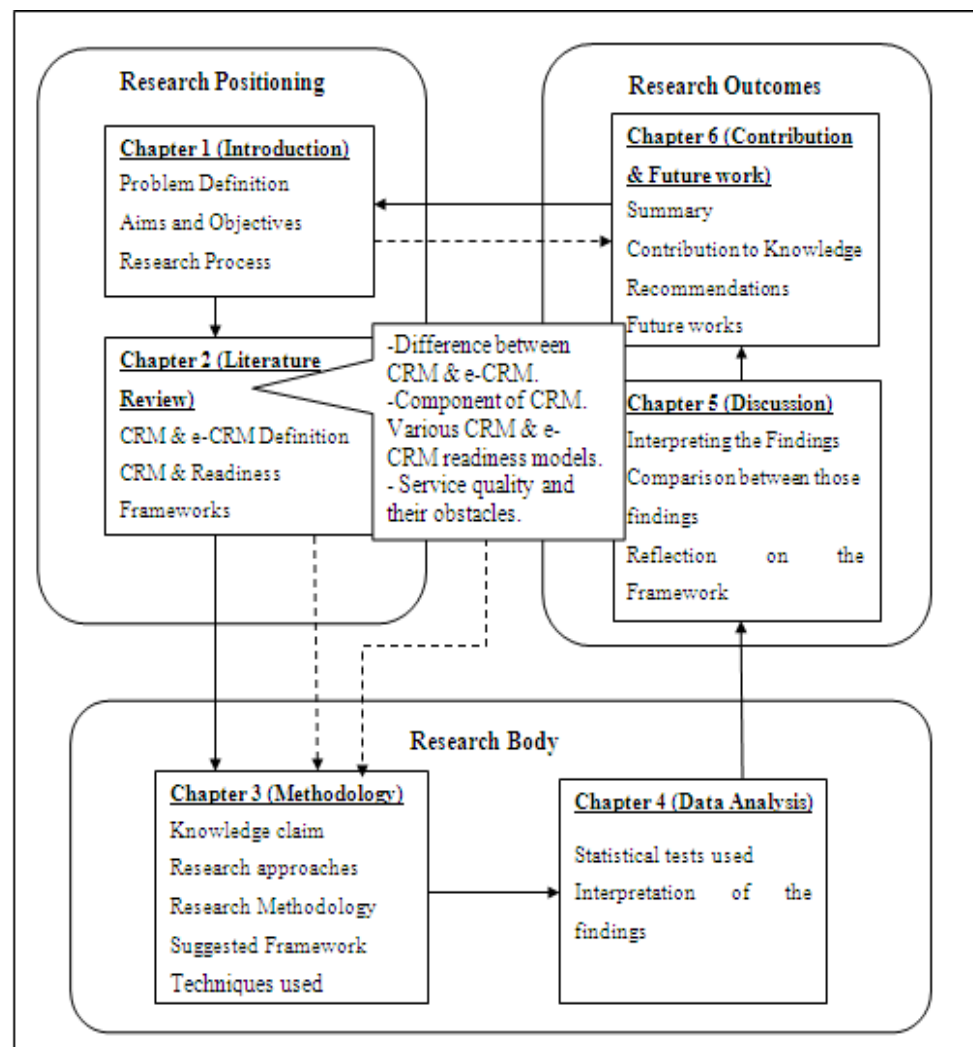 Research Positioning
Chapter 1 (Introduction)
Problem Definition
Aims and Objectives
Research Process
Chapter 2 (Literature
Review)
CRM & e-CRM Definition
CRM & Readiness
Frameworks
-Difference between
CRM & e-CRM.
-Component of CRM.
Various CRM & e-
CRM readiness models.
- Service quality and
their obstacles.
Research Outcomes
Chapter 6 (Contribution
& Future work)
Summary
Contribution to Knowledge
Recommendations
Future works
Chapter 5 (Discussion)
Interpreting the Findings
Comparison between those
findings
Reflection on the
Framework
Research Body
Chapter 3 (Methodology)
Knowledge claim
Research approaches
Research Methodology
Suggested Framework
Techniques used
Chapter 4 (Data Analysis)
Statistical tests used
Interpretation of the
findings